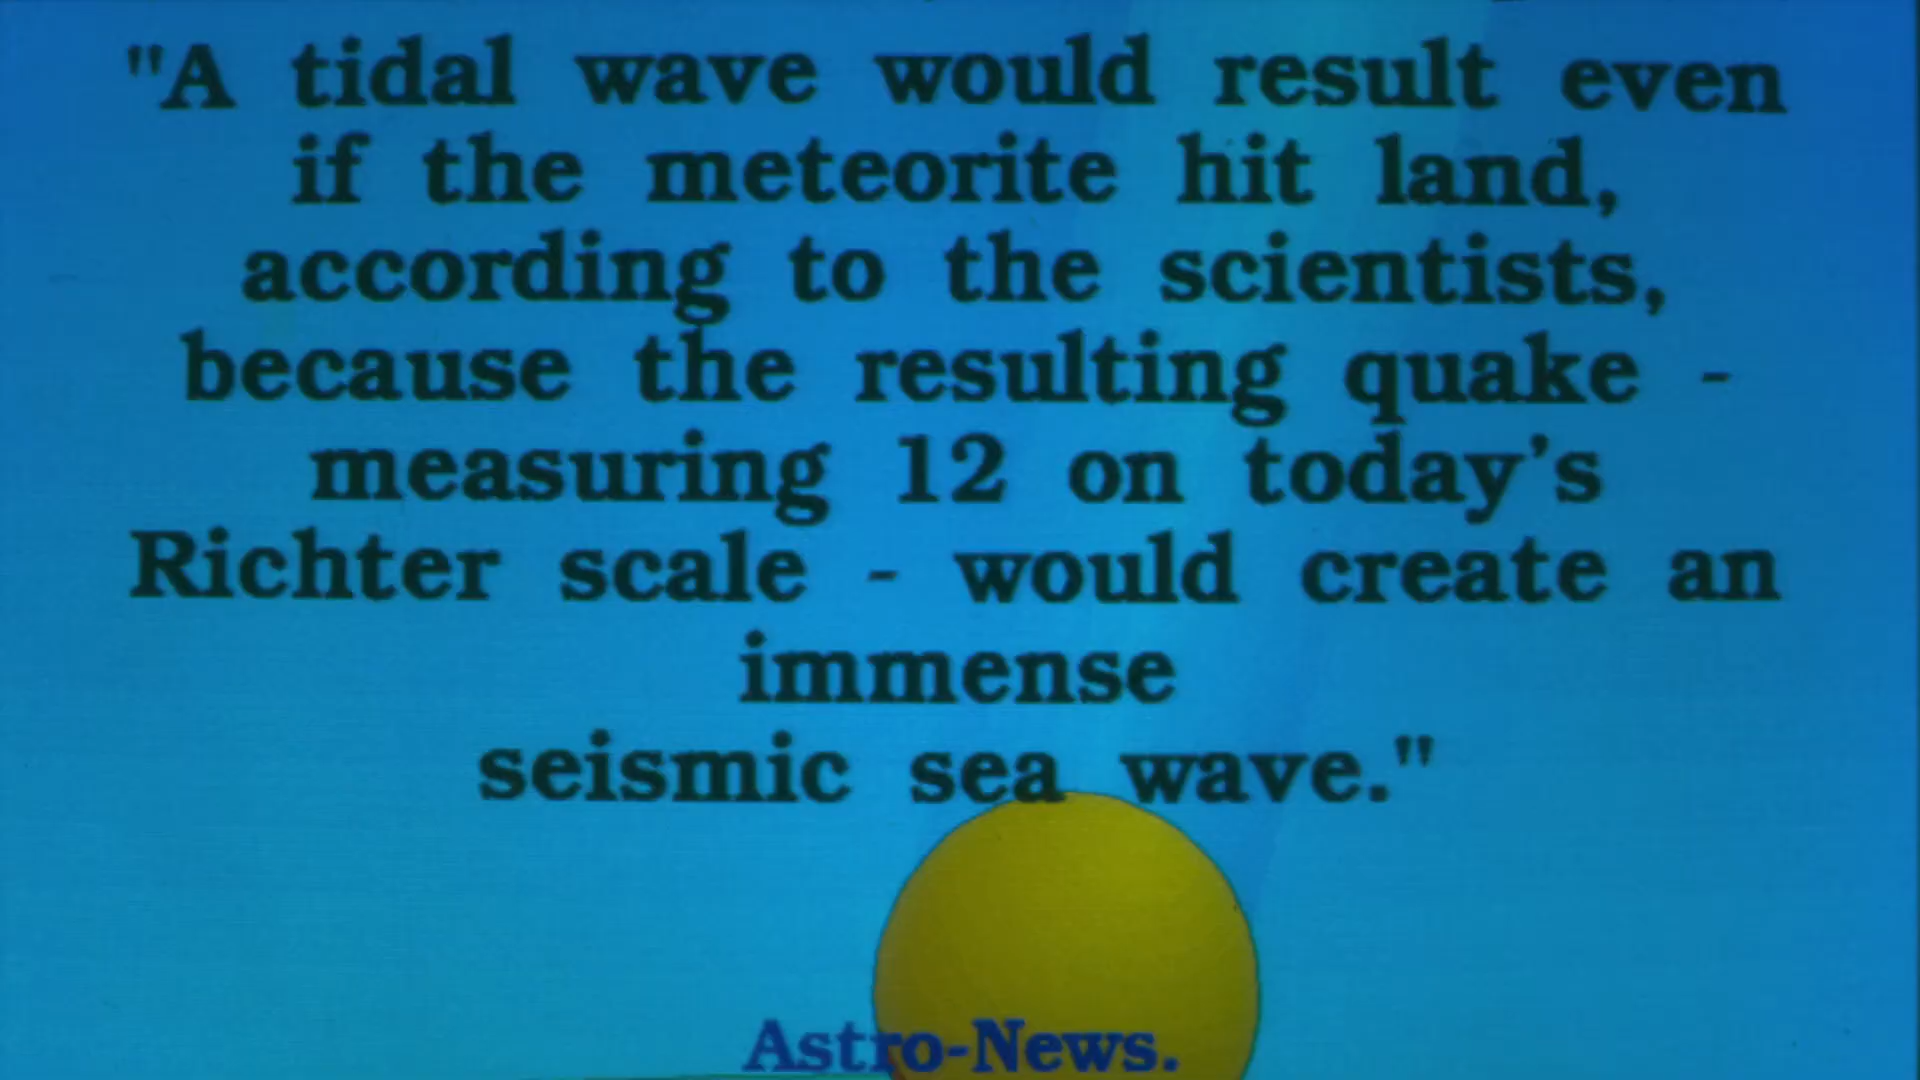 "A tidal wave would result even
if the meteorite hit land,
according to the scientists,
because the resulting quake -
measuring 12 on today's
Richter scale - would create an
immense
seismic sea wave."
Astro-News.